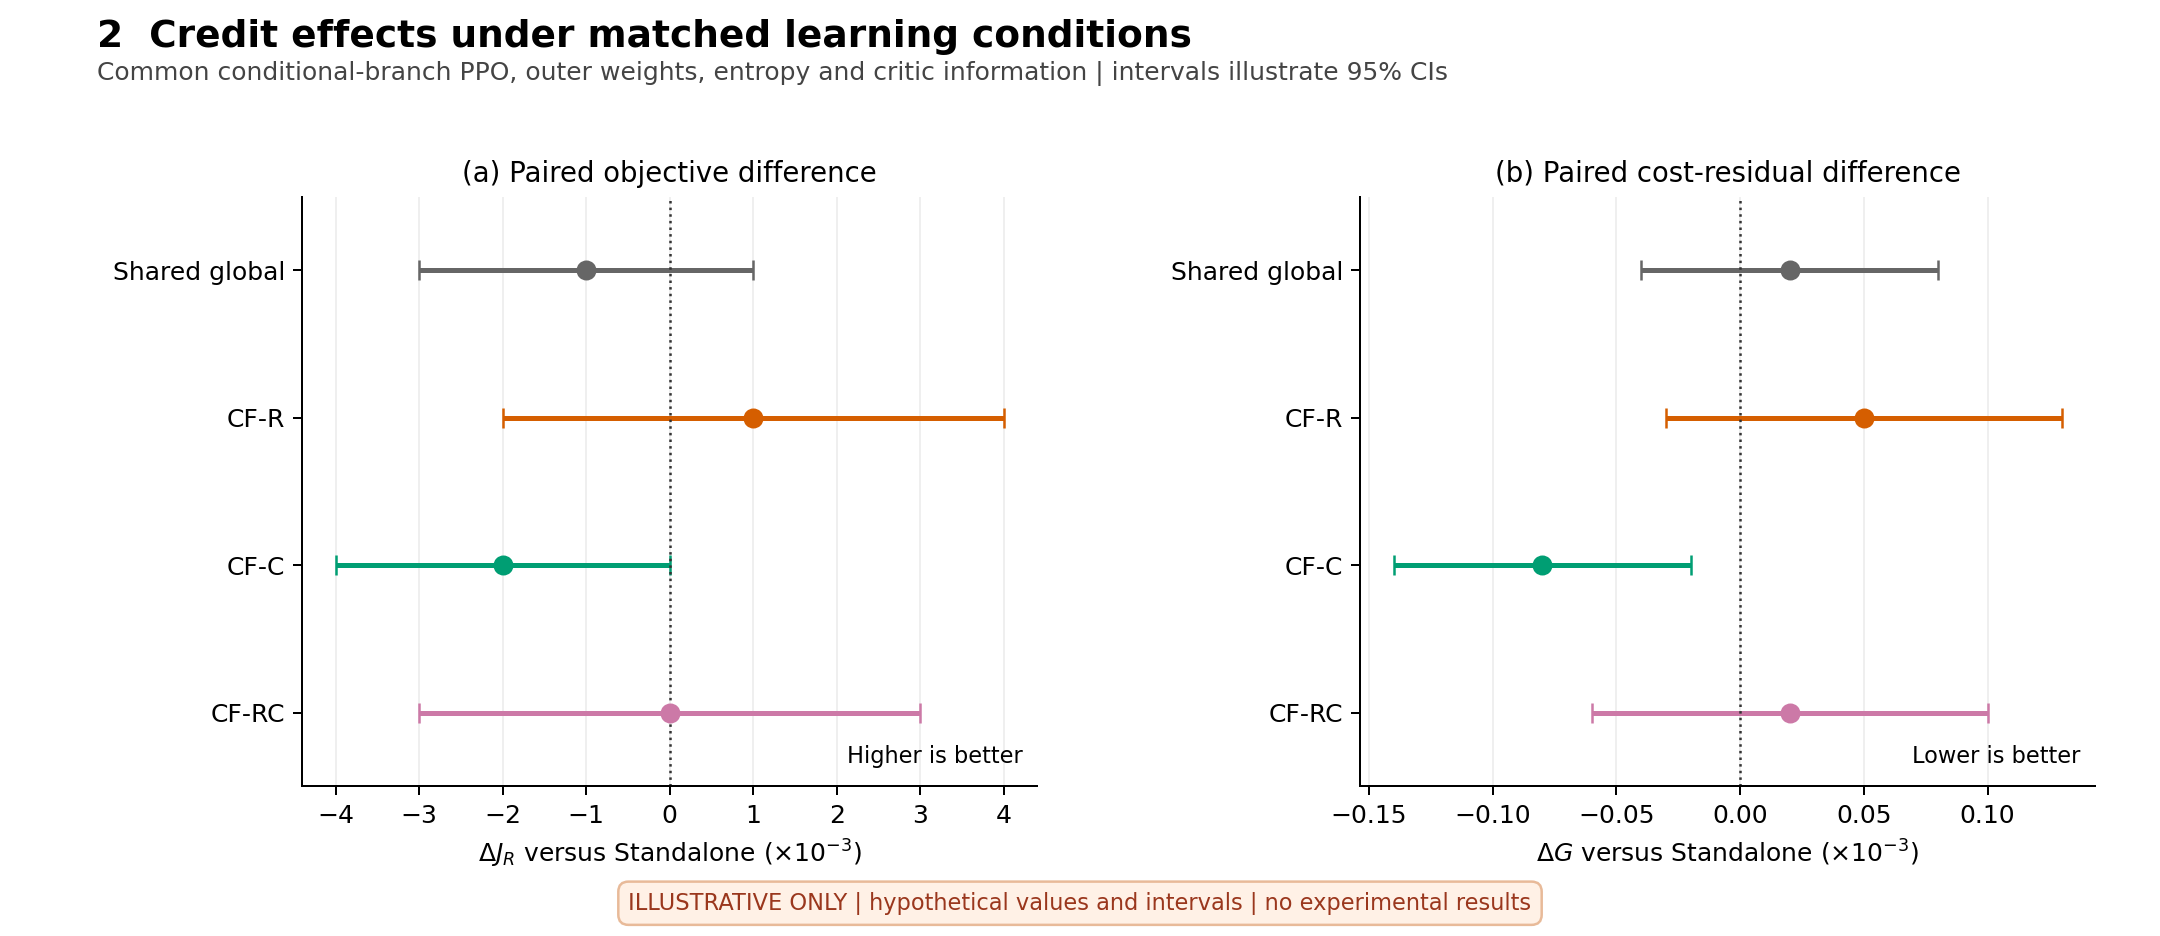 2 Credit effects under matched learning conditions
Common conditional-branch PPO, outer weights, entropy and critic information | intervals illustrate 95% CIs
(a) Paired objective difference
Shared global
CF-R
CF-C
CF-RC
Higher is better
−4 −3 −2 −1 0 1 2 3 4
ΔJ_R versus Standalone (×10⁻³)
(b) Paired cost-residual difference
Shared global
CF-R
CF-C
CF-RC
Lower is better
−0.15 −0.10 −0.05 0.00 0.05 0.10
ΔG versus Standalone (×10⁻³)
ILLUSTRATIVE ONLY | hypothetical values and intervals | no experimental results